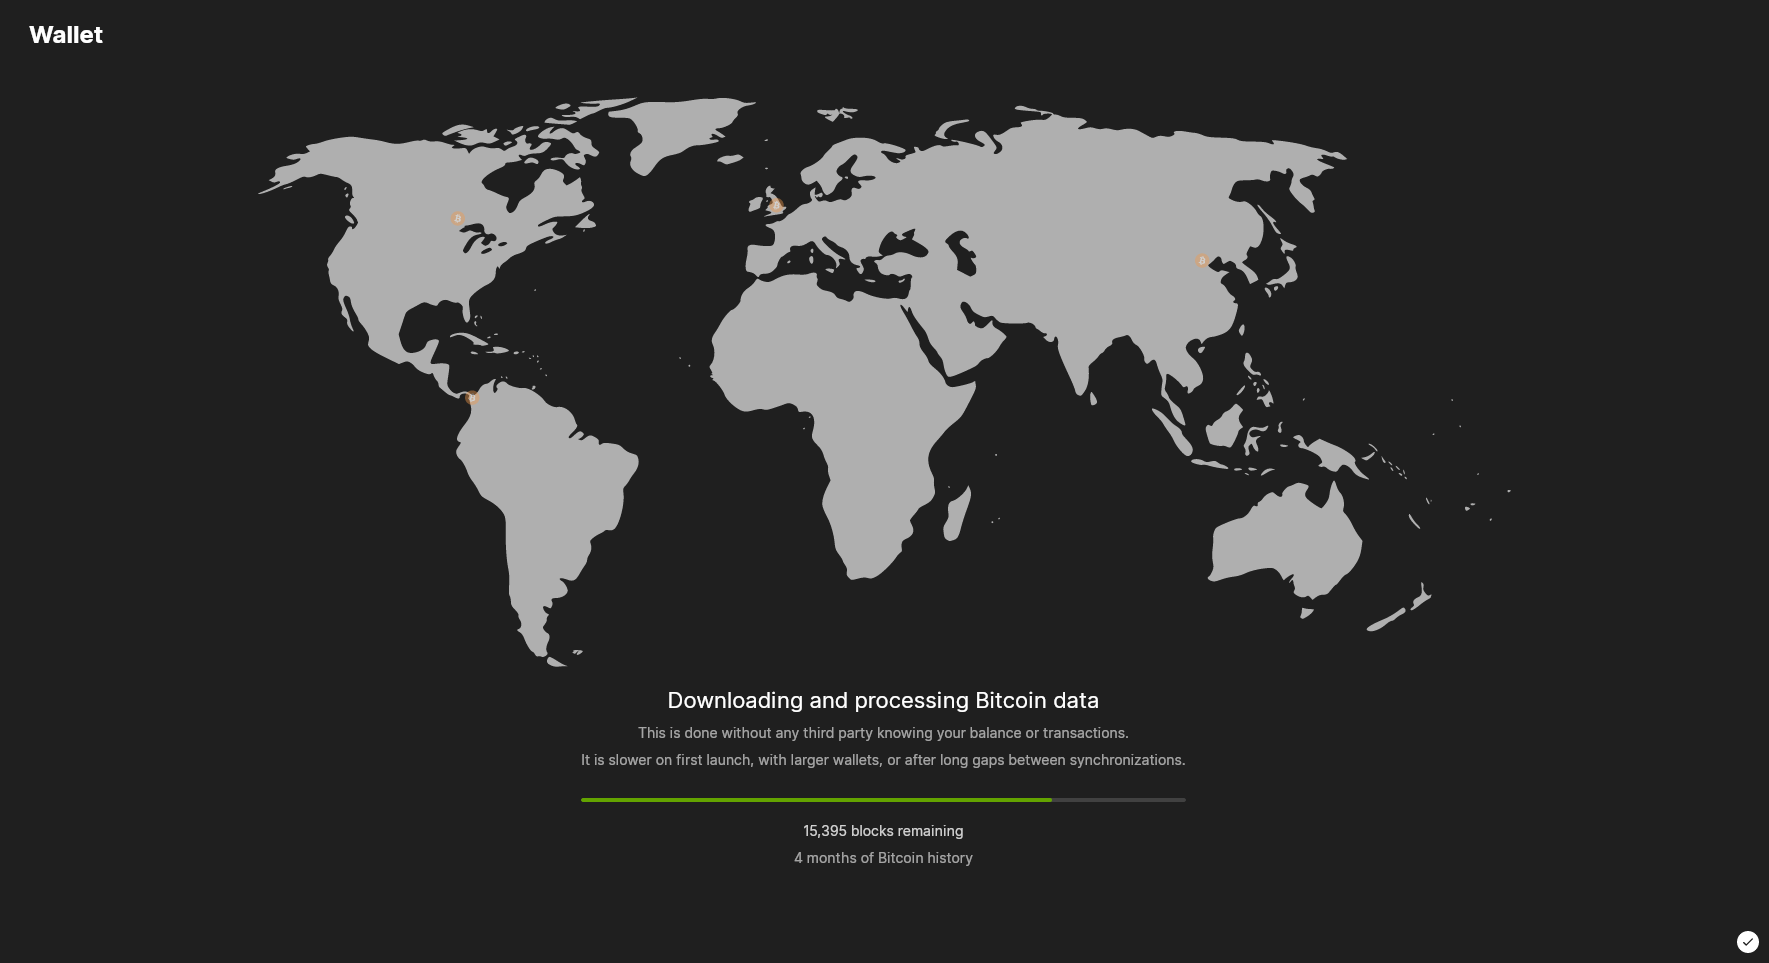 Wallet
Downloading and processing Bitcoin data
This is done without any third party knowing your balance or transactions.
It is slower on first launch, with larger wallets, or after long gaps between synchronizations.
15,395 blocks remaining
4 months of Bitcoin history